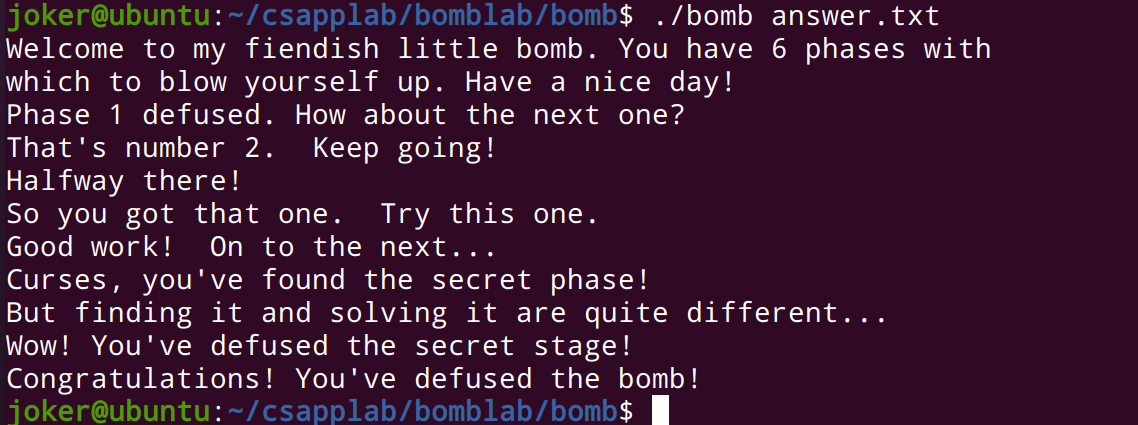 joker@ubuntu:~/csapplab/bomblab/bomb$ ./bomb answer.txt
Welcome to my fiendish little bomb. You have 6 phases with
which to blow yourself up. Have a nice day!
Phase 1 defused. How about the next one?
That's number 2.  Keep going!
Halfway there!
So you got that one.  Try this one.
Good work!  On to the next...
Curses, you've found the secret phase!
But finding it and solving it are quite different...
Wow! You've defused the secret stage!
Congratulations! You've defused the bomb!
joker@ubuntu:~/csapplab/bomblab/bomb$